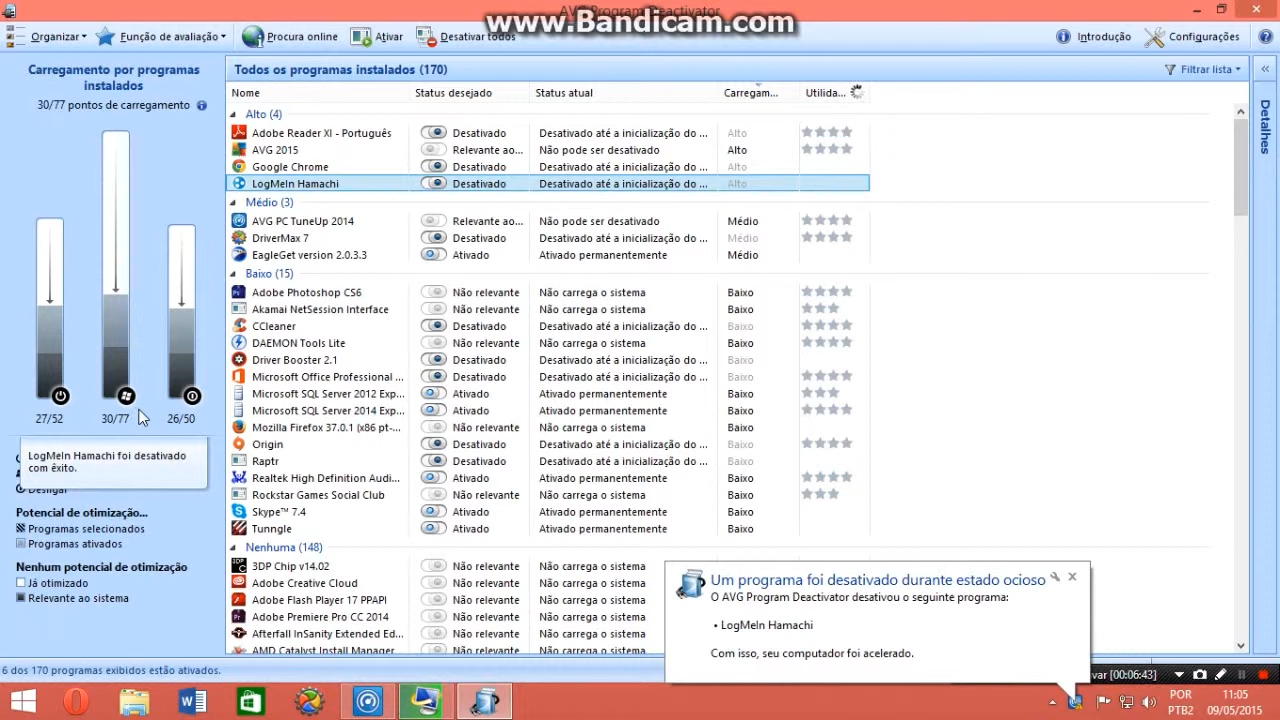 AVG Program Deactivator
www.Bandicam.com
Organizar
Função de avaliação
Procura online
Ativar
Desativar todos
Introdução
Configurações
Carregamento por programas instalados
30/77 pontos de carregamento
27/52
30/77
26/50
LogMeIn Hamachi foi desativado
com êxito.
Desligar
Potencial de otimização...
Programas selecionados
Programas ativados
Nenhum potencial de otimização
Já otimizado
Relevante ao sistema
Todos os programas instalados (170)
Filtrar lista
Detalhes
Nome Status desejado Status atual Carregam... Utilida...
Alto (4)
Adobe Reader XI - Português Desativado Desativado até a inicialização do ... Alto
AVG 2015 Relevante ao... Não pode ser desativado Alto
Google Chrome Desativado Desativado até a inicialização do ... Alto
LogMeIn Hamachi Desativado Desativado até a inicialização do ... Alto
Médio (3)
AVG PC TuneUp 2014 Relevante ao... Não pode ser desativado Médio
DriverMax 7 Desativado Desativado até a inicialização do ... Médio
EagleGet version 2.0.3.3 Ativado Ativado permanentemente Médio
Baixo (15)
Adobe Photoshop CS6 Não relevante Não carrega o sistema Baixo
Akamai NetSession Interface Não relevante Não carrega o sistema Baixo
CCleaner Desativado Desativado até a inicialização do ... Baixo
DAEMON Tools Lite Não relevante Não carrega o sistema Baixo
Driver Booster 2.1 Desativado Desativado até a inicialização do ... Baixo
Microsoft Office Professional ... Desativado Desativado até a inicialização do ... Baixo
Microsoft SQL Server 2012 Exp... Ativado Ativado permanentemente Baixo
Microsoft SQL Server 2014 Exp... Ativado Ativado permanentemente Baixo
Mozilla Firefox 37.0.1 (x86 pt-... Não relevante Não carrega o sistema Baixo
Origin Desativado Desativado até a inicialização do ... Baixo
Raptr Desativado Desativado até a inicialização do ... Baixo
Realtek High Definition Audi... Ativado Ativado permanentemente Baixo
Rockstar Games Social Club Não relevante Não carrega o sistema Baixo
Skype™ 7.4 Ativado Ativado permanentemente Baixo
Tunngle Ativado Ativado permanentemente Baixo
Nenhuma (148)
3DP Chip v14.02 Não relevante Não carrega o sistema
Adobe Creative Cloud Não relevante Não carrega o sistema
Adobe Flash Player 17 PPAPI Não relevante Não carrega o sistema
Adobe Premiere Pro CC 2014 Não relevante Não carrega o sistema
Afterfall InSanity Extended Ed... Não relevante Não carrega o sistema
AMD Catalyst Install Manager Não relevante Não carrega o sistema
Um programa foi desativado durante estado ocioso
O AVG Program Deactivator desativou o seguinte programa:
• LogMeIn Hamachi
Com isso, seu computador foi acelerado.
6 dos 170 programas exibidos estão ativados.
var [00:06:43]
POR 11:05
PTB2 09/05/2015